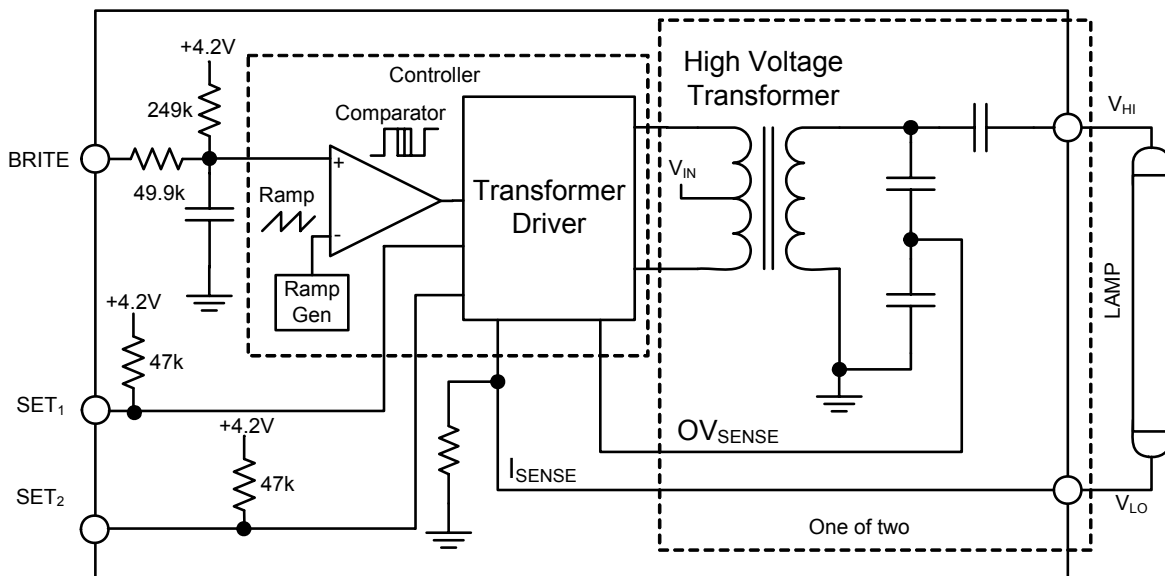 +4.2V
249k
BRITE
49.9k
Controller
Comparator
+
-
Ramp
Ramp
Gen
Transformer
Driver
High Voltage
Transformer
V_IN
V_HI
LAMP
+4.2V
47k
SET_1
+4.2V
47k
SET_2
I_SENSE
OV_SENSE
V_LO
One of two